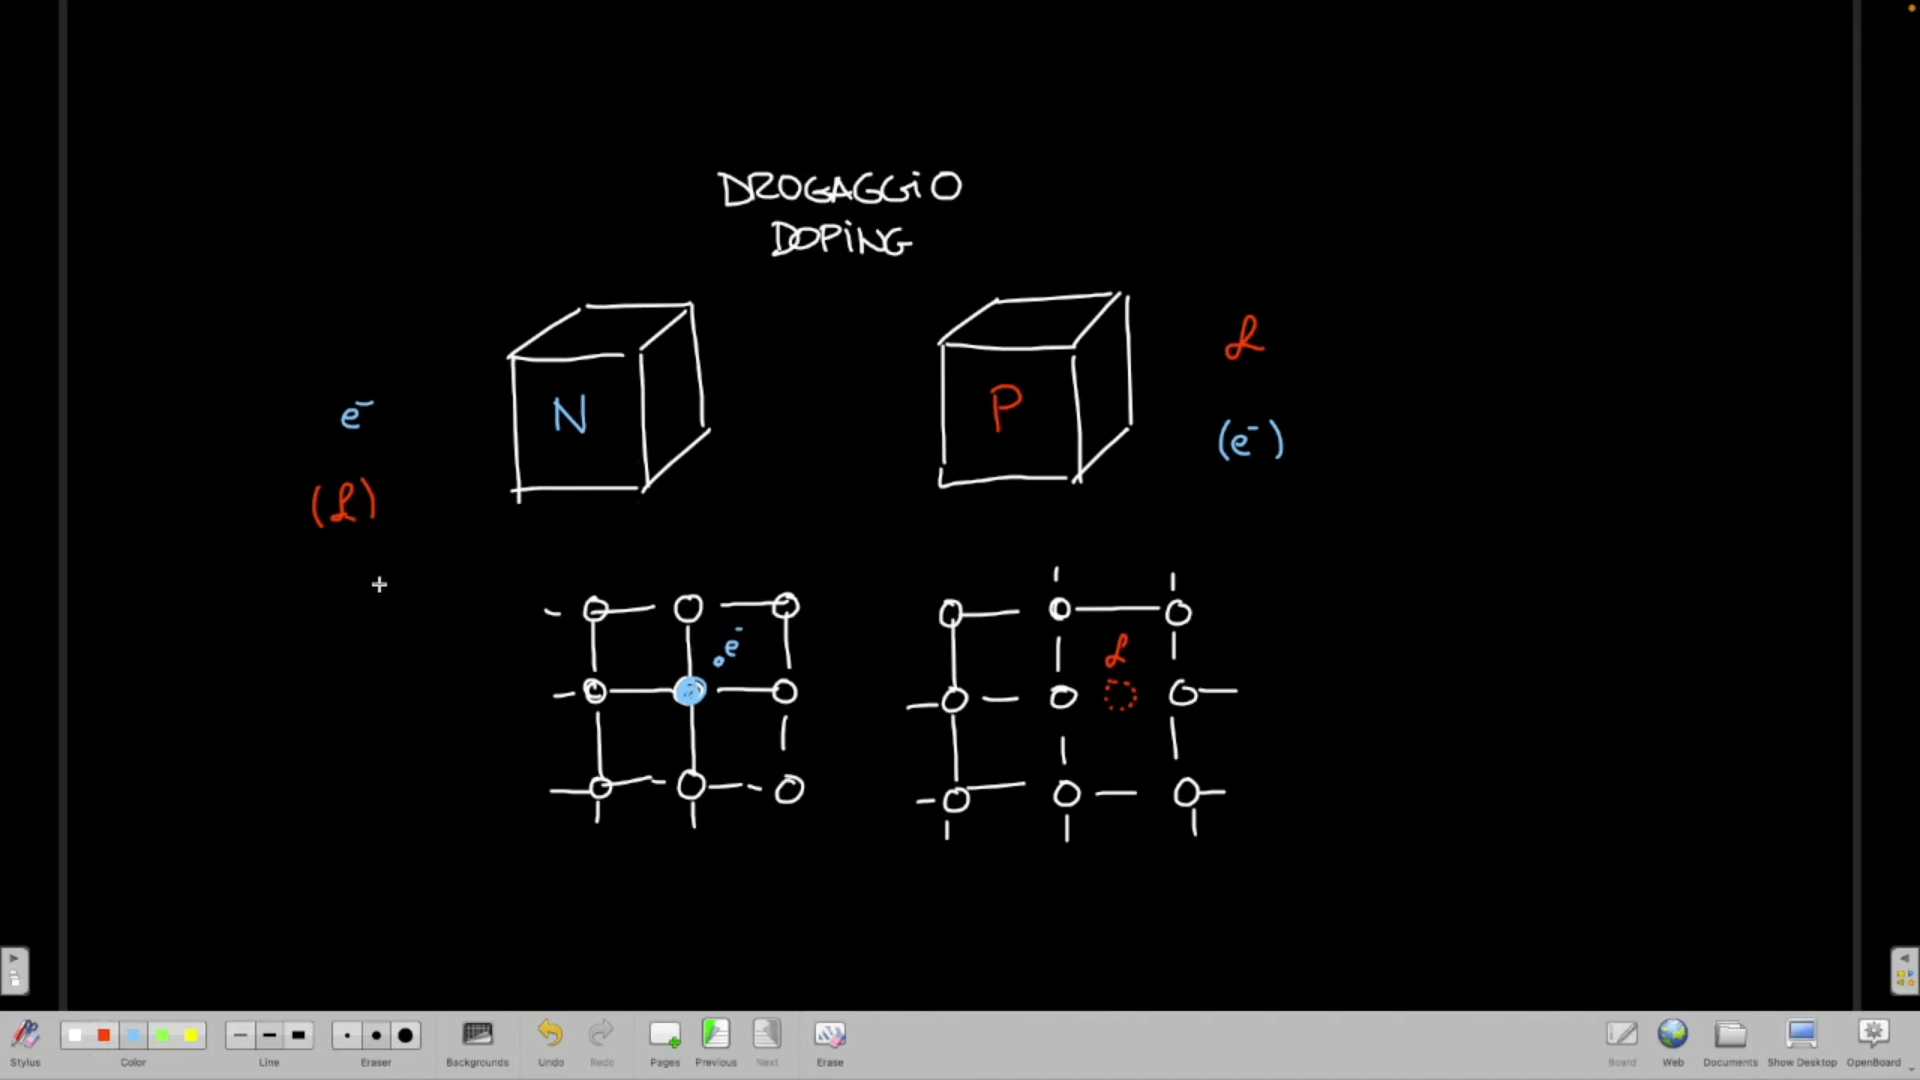 DROGAGGIO
DOPING
N
P
ℒ
e⁻
(e⁻)
(ℒ)
e⁻
ℒ
Stylus
Color
Line
Eraser
Backgrounds
Undo
Redo
Pages
Previous
Next
Erase
Board
Web
Documents
Show Desktop
OpenBoard